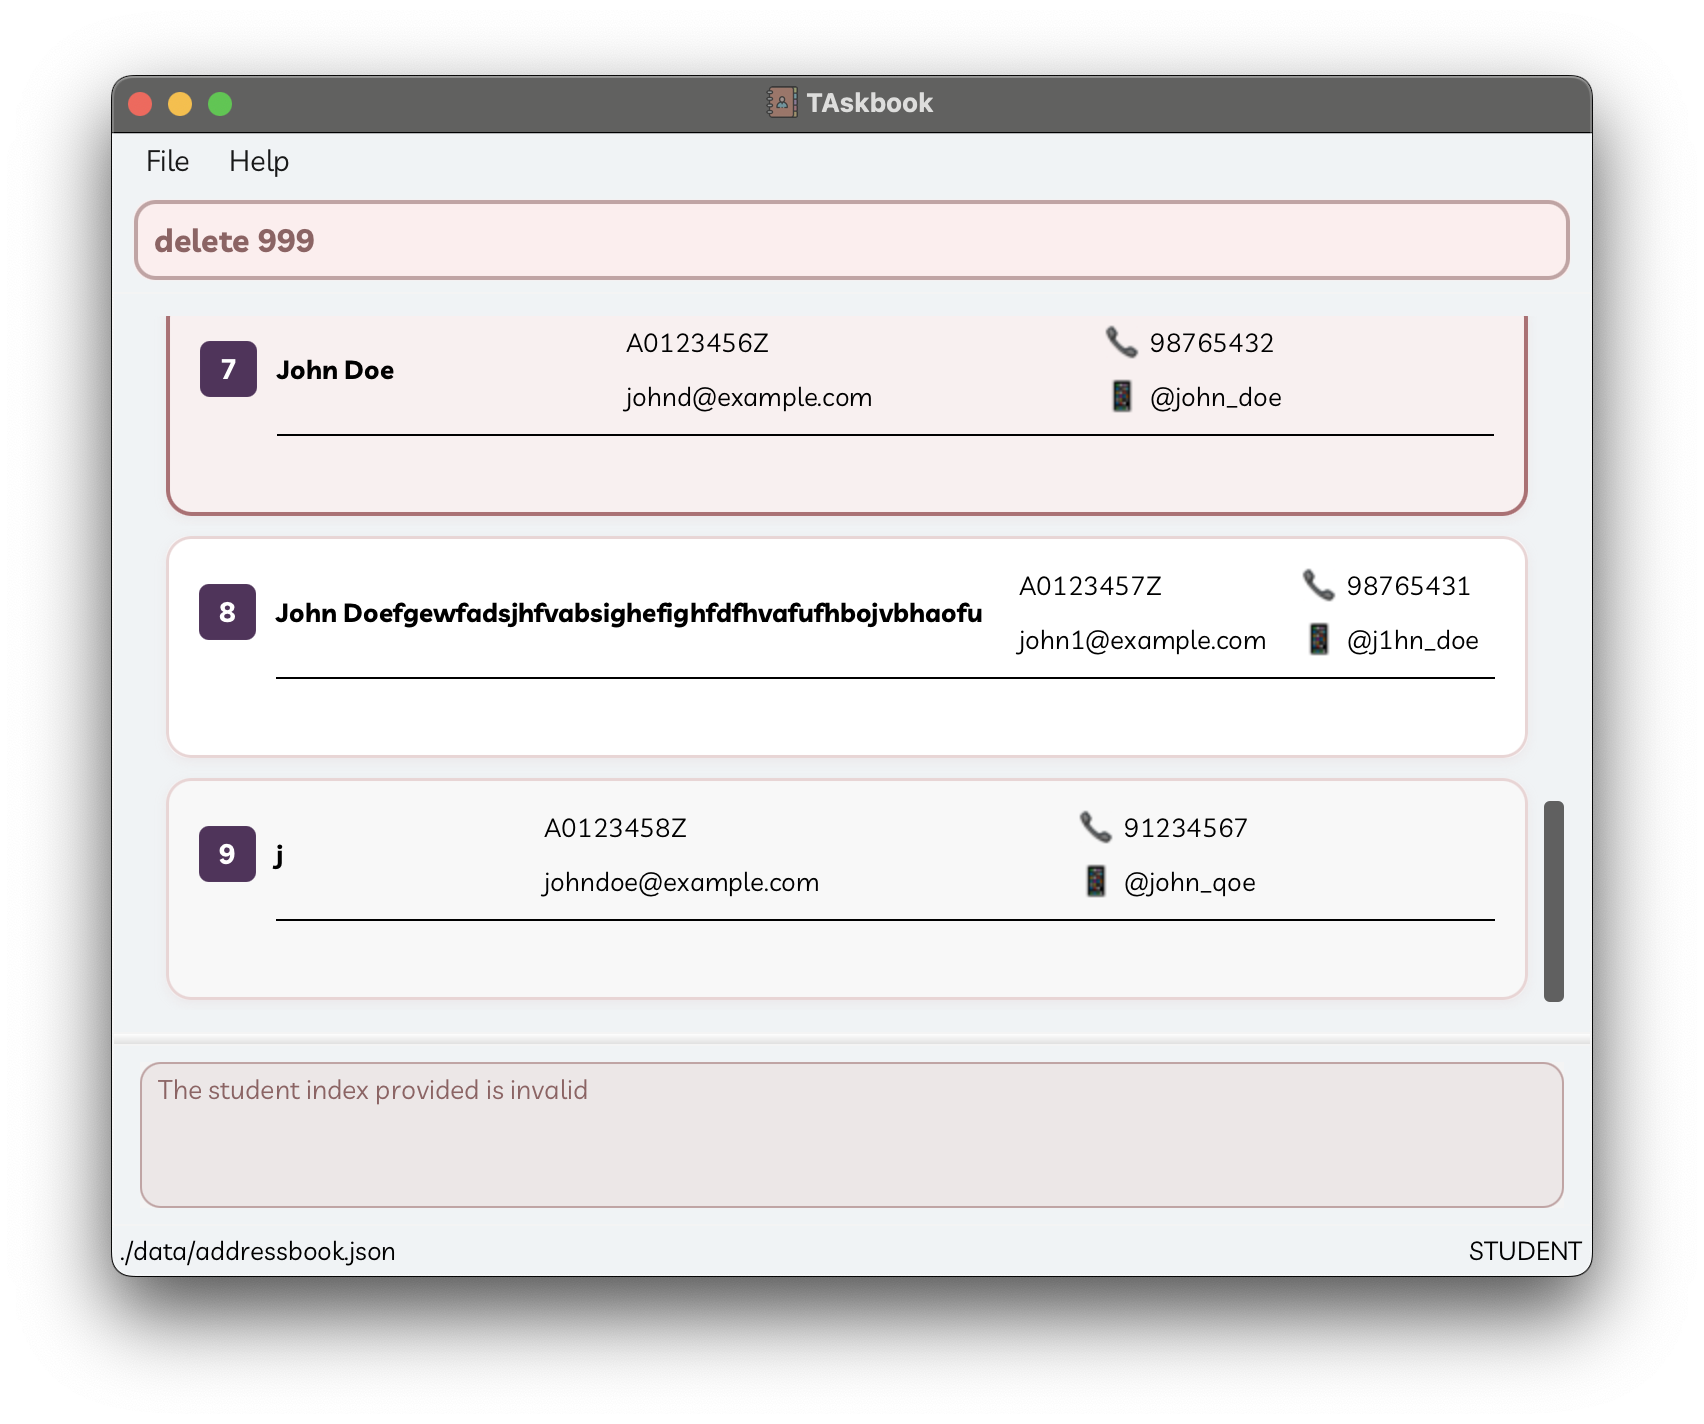 TAskbook
File Help
delete 999
7 John Doe A0123456Z 98765432
johnd@example.com @john_doe
8 John Doefgewfadsjhfvabsighefighfdfhvafufhbojvbhaofu A0123457Z 98765431
john1@example.com @j1hn_doe
9 j A0123458Z 91234567
johndoe@example.com @john_qoe
The student index provided is invalid
./data/addressbook.json STUDENT